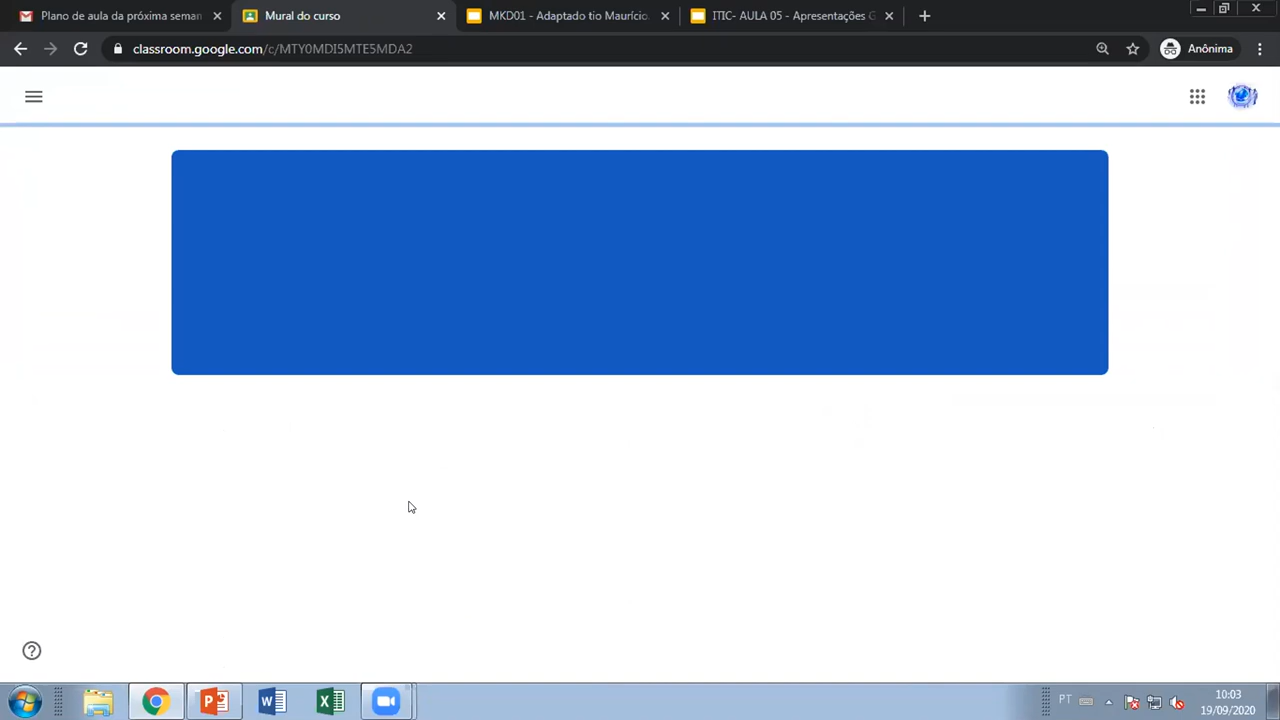 Plano de aula da próxima seman
Mural do curso
MKD01 - Adaptado tio Maurício.
ITIC- AULA 05 - Apresentações G
classroom.google.com/c/MTY0MDI5MTE5MDA2
Anônima
PT
10:03
19/09/2020